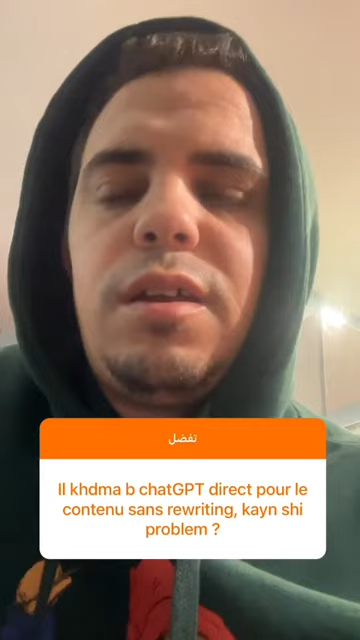 تفضل
Il khdma b chatGPT direct pour le
contenu sans rewriting, kayn shi
problem ?